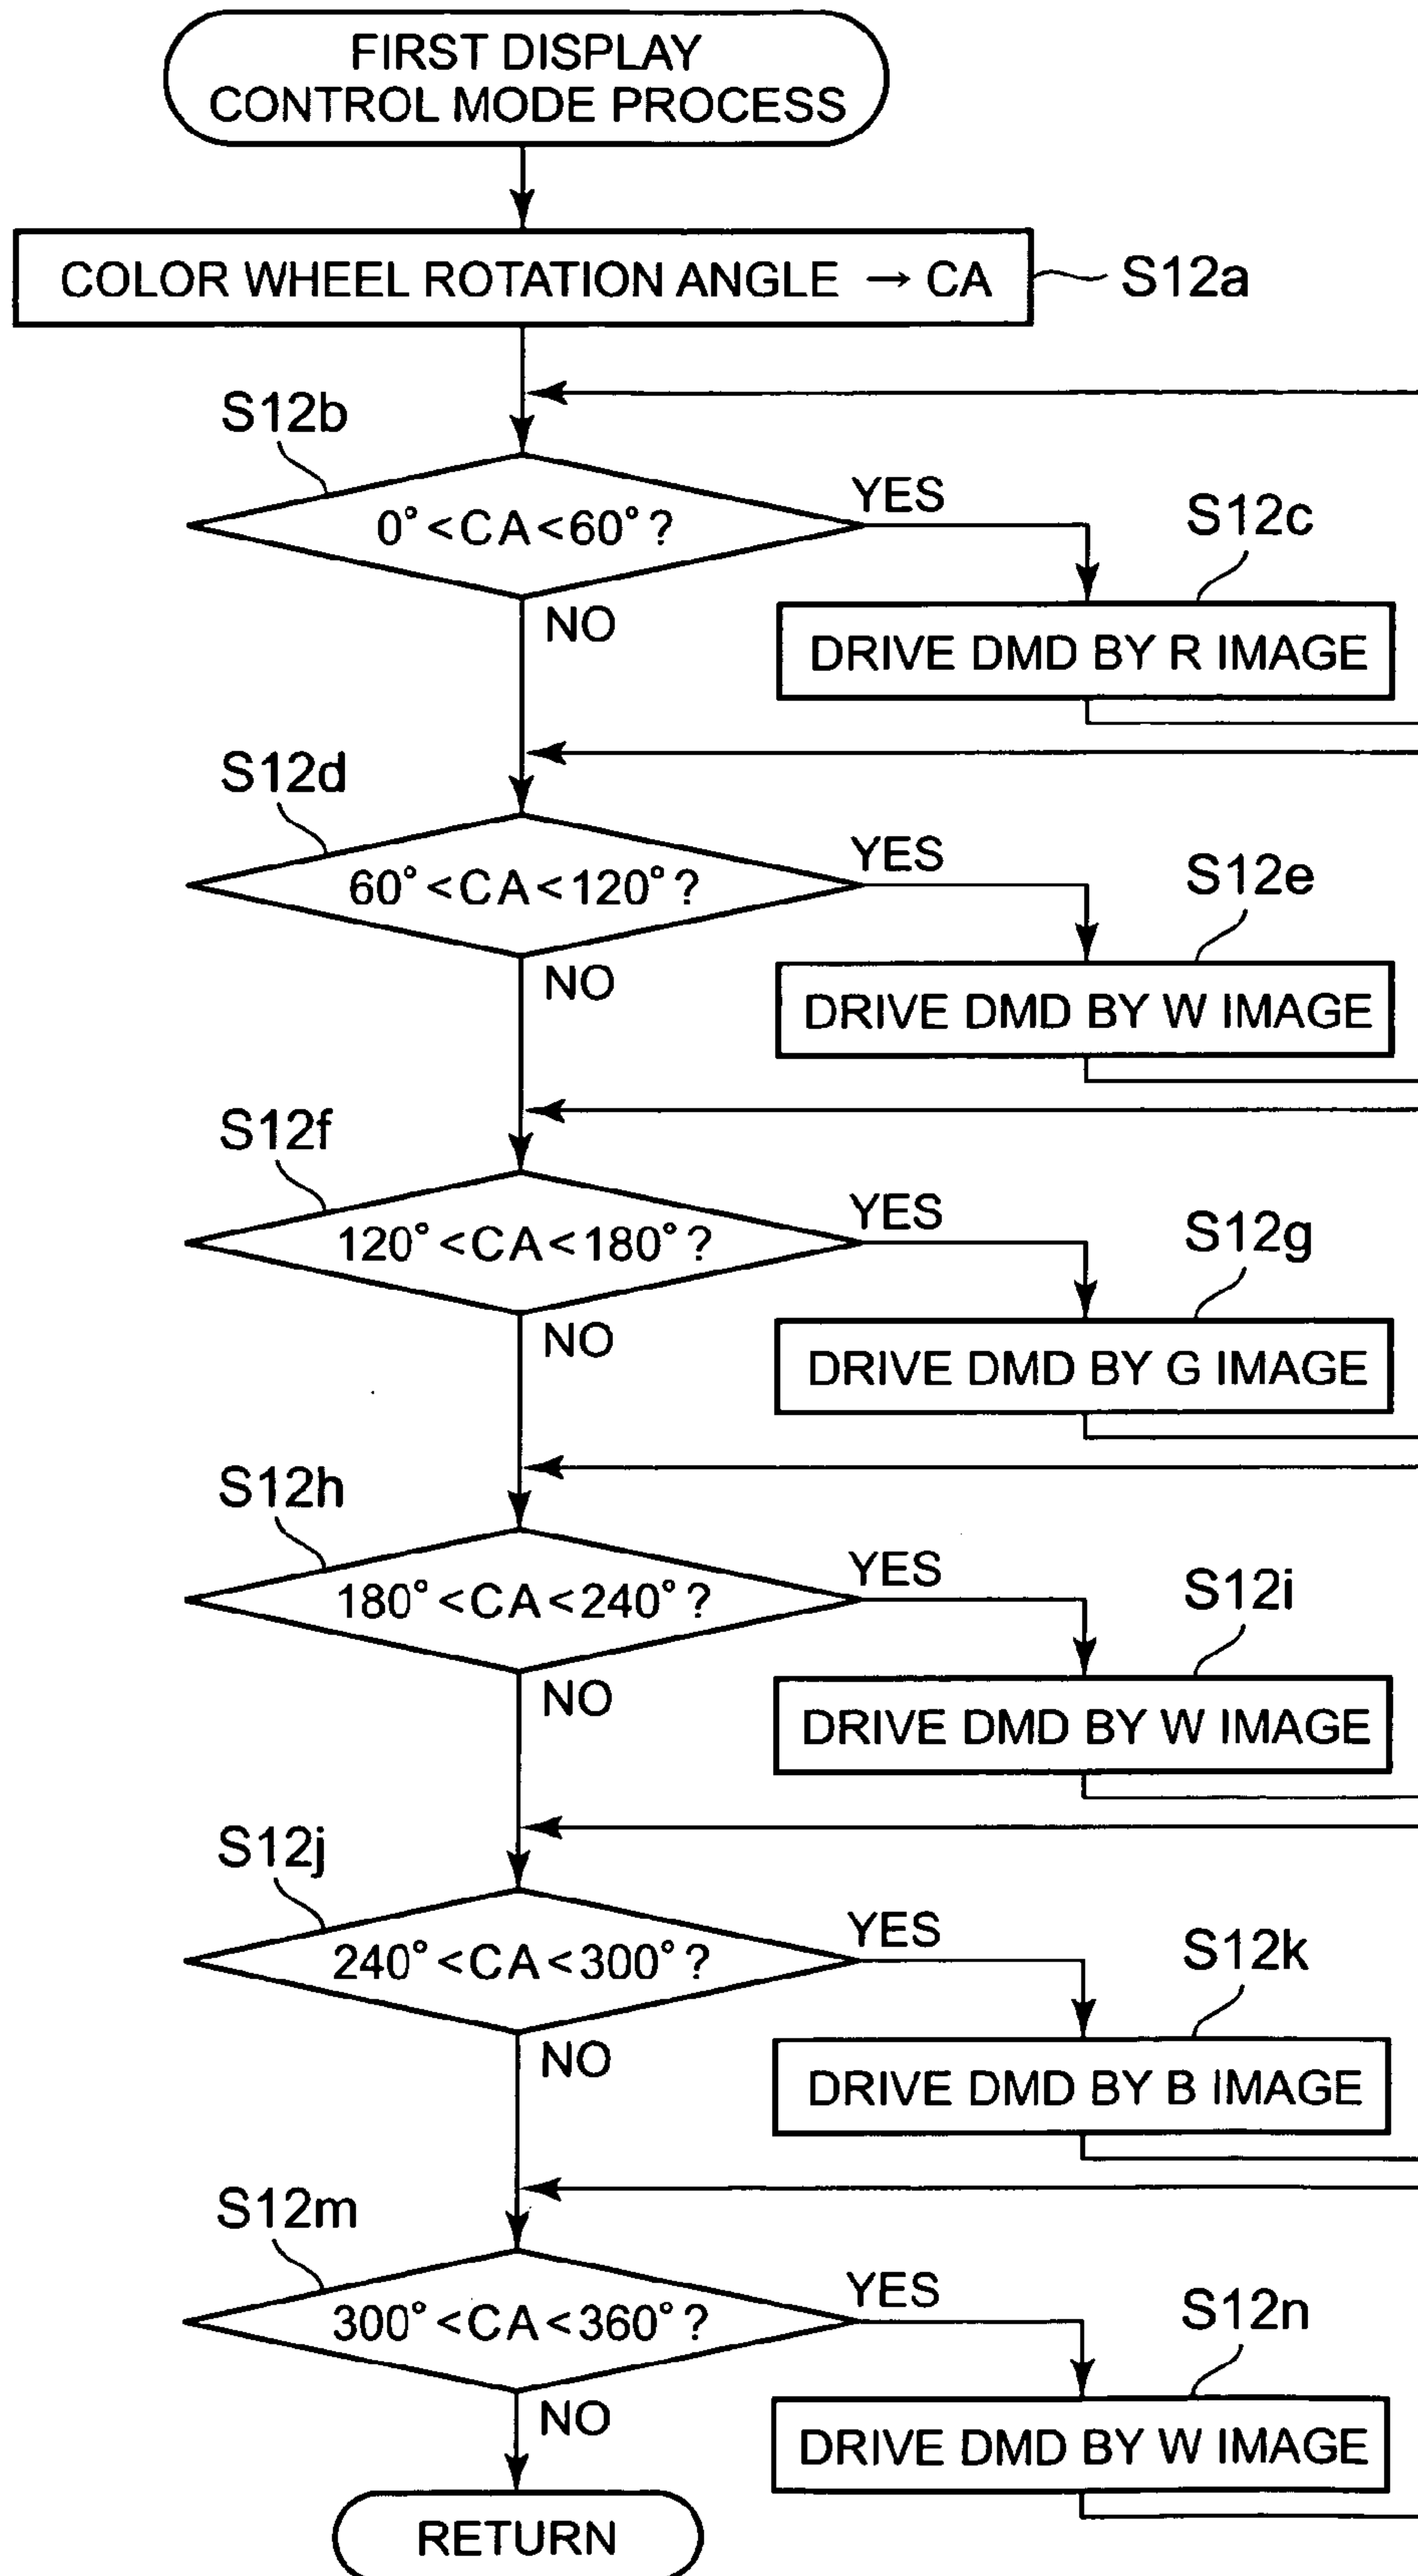 FIRST DISPLAY
CONTROL MODE PROCESS
COLOR WHEEL ROTATION ANGLE → CA
S12a
S12b
0°<CA<60°?
YES
NO
S12c
DRIVE DMD BY R IMAGE
S12d
60°<CA<120°?
YES
NO
S12e
DRIVE DMD BY W IMAGE
S12f
120°<CA<180°?
YES
NO
S12g
DRIVE DMD BY G IMAGE
S12h
180°<CA<240°?
YES
NO
S12i
DRIVE DMD BY W IMAGE
S12j
240°<CA<300°?
YES
NO
S12k
DRIVE DMD BY B IMAGE
S12m
300°<CA<360°?
YES
NO
S12n
DRIVE DMD BY W IMAGE
RETURN